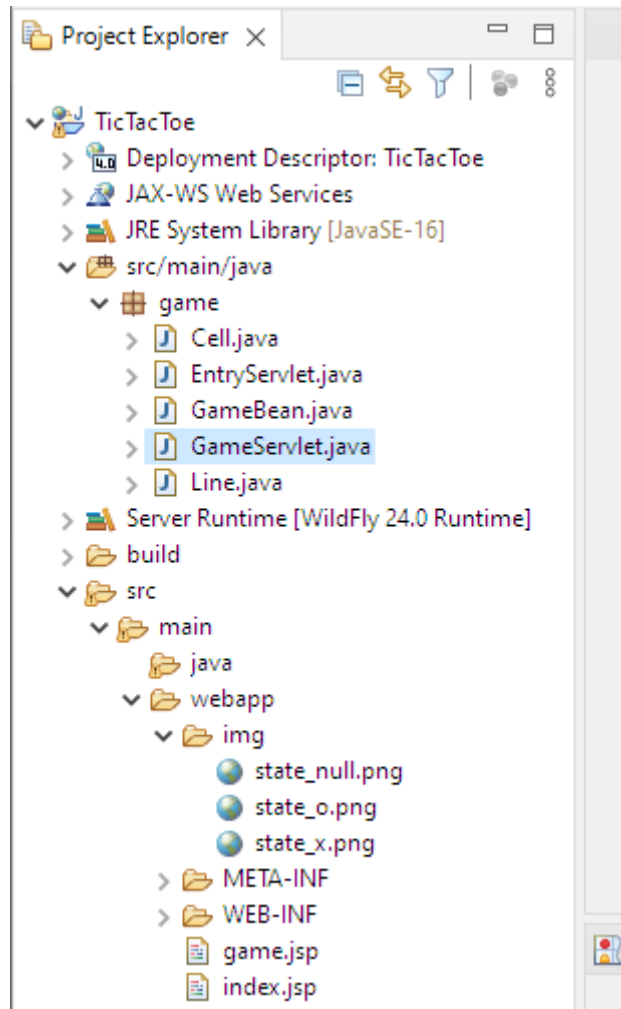 Project Explorer
TicTacToe
4.0 Deployment Descriptor: TicTacToe
JAX-WS Web Services
JRE System Library [JavaSE-16]
src/main/java
game
J Cell.java
J EntryServlet.java
J GameBean.java
J GameServlet.java
J Line.java
Server Runtime [WildFly 24.0 Runtime]
build
src
main
java
webapp
img
state_null.png
state_o.png
state_x.png
META-INF
WEB-INF
game.jsp
index.jsp